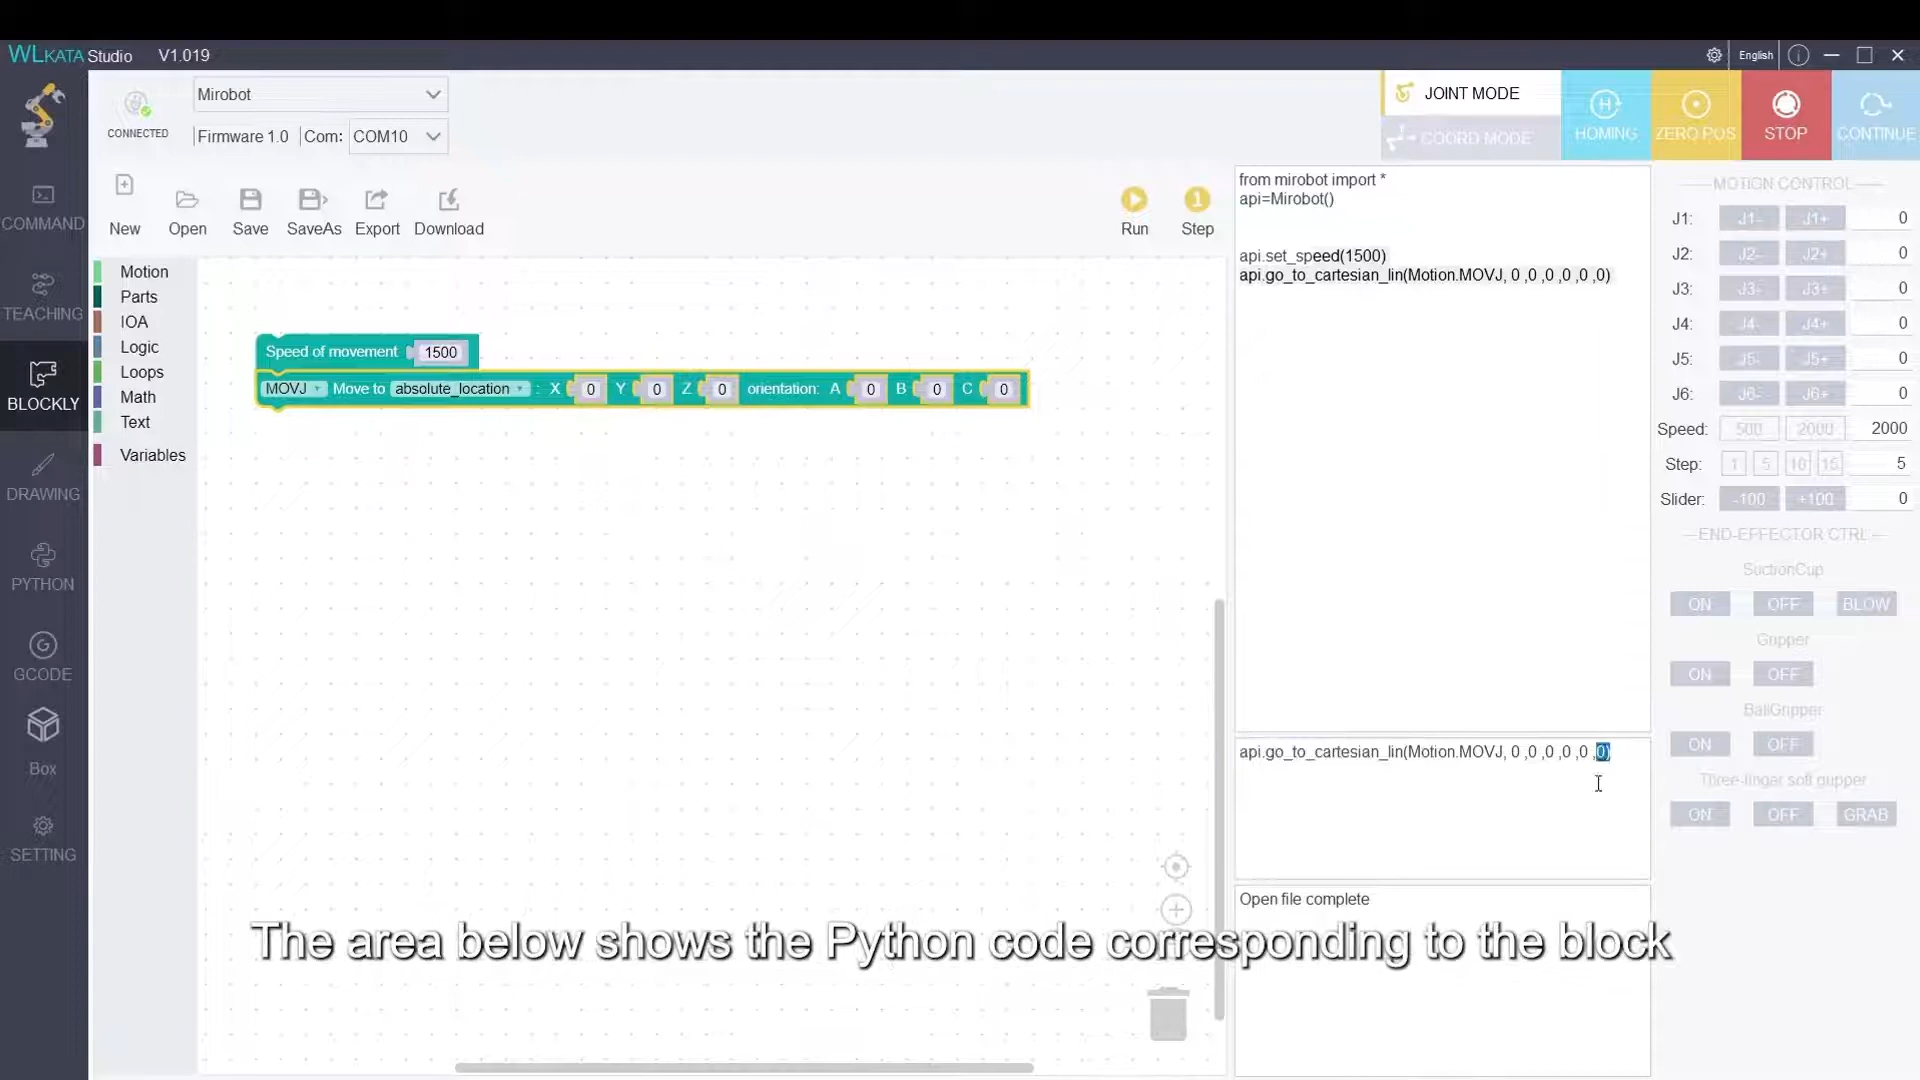 WLKATA Studio V1.019 English
CONNECTED
Mirobot
Firmware 1.0 Com: COM10
JOINT MODE
COORD MODE
HOMING
ZERO POS
STOP
CONTINUE
COMMAND
TEACHING
BLOCKLY
DRAWING
PYTHON
GCODE
Box
SETTING
New Open Save SaveAs Export Download 1
Run Step
Motion
Parts
IOA
Logic
Loops
Math
Text
Variables
Speed of movement 1500
MOVJ Move to absolute_location : X 0 Y 0 Z 0 orientation: A 0 B 0 C 0
from mirobot import *
api=Mirobot()
api.set_speed(1500)
api.go_to_cartesian_lin(Motion.MOVJ, 0 ,0 ,0 ,0 ,0 ,0)
api.go_to_cartesian_lin(Motion.MOVJ, 0 ,0 ,0 ,0 ,0 ,0)
Open file complete
MOTION CONTROL
J1: J1- J1+ 0
J2: J2- J2+ 0
J3: J3- J3+ 0
J4: J4- J4+ 0
J5: J5- J5+ 0
J6: J6- J6+ 0
Speed: 500 2000 2000
Step: 1 5 10 15 5
Slider: -100 +100 0
END-EFFECTOR CTRL
SuctionCup
ON OFF BLOW
Gripper
ON OFF
BallGripper
ON OFF
Three-finger soft gripper
ON OFF GRAB
The area below shows the Python code corresponding to the block